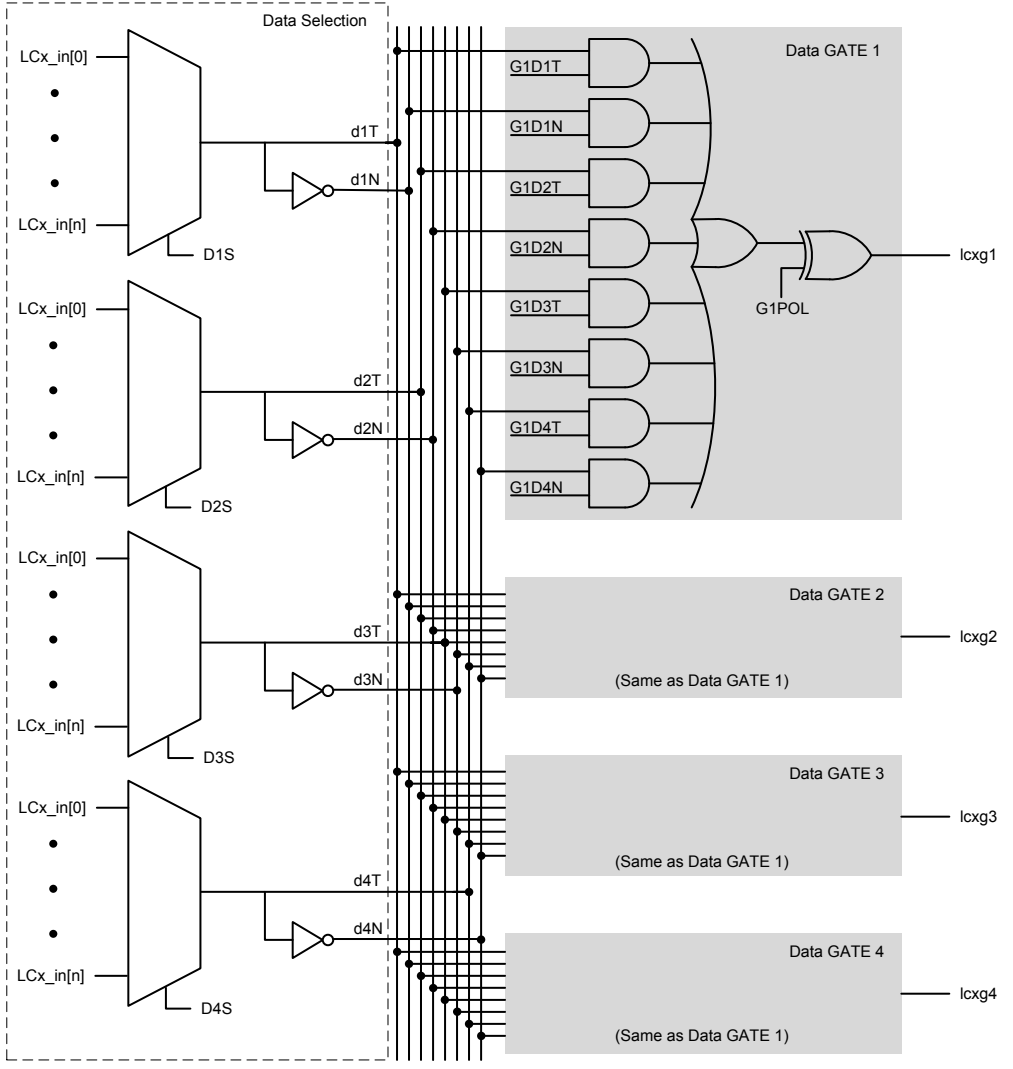 Data Selection
LCx_in[0]
LCx_in[n]
D1S
d1T
d1N
LCx_in[0]
LCx_in[n]
D2S
d2T
d2N
LCx_in[0]
LCx_in[n]
D3S
d3T
d3N
LCx_in[0]
LCx_in[n]
D4S
d4T
d4N
Data GATE 1
G1D1T
G1D1N
G1D2T
G1D2N
G1D3T
G1D3N
G1D4T
G1D4N
G1POL
lcxg1
Data GATE 2
(Same as Data GATE 1)
lcxg2
Data GATE 3
(Same as Data GATE 1)
lcxg3
Data GATE 4
(Same as Data GATE 1)
lcxg4